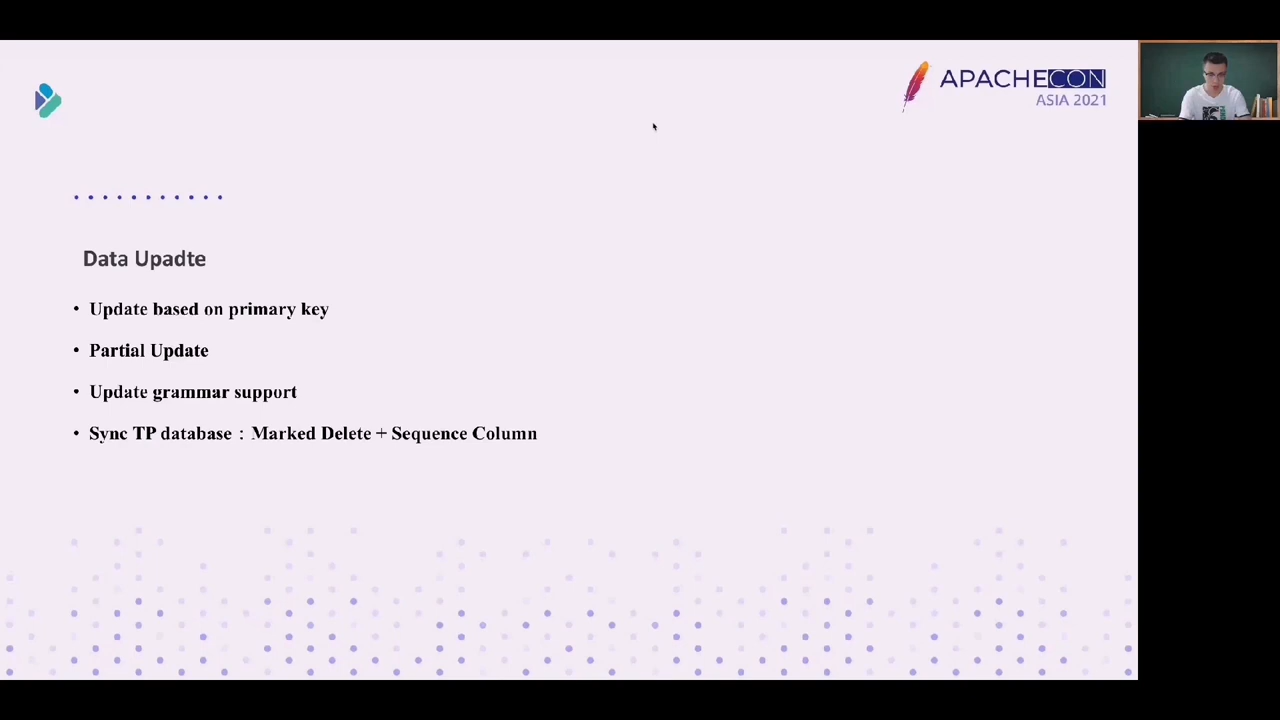 APACHECON
ASIA 2021
Data Upadte
• Update based on primary key
• Partial Update
• Update grammar support
• Sync TP database：Marked Delete + Sequence Column